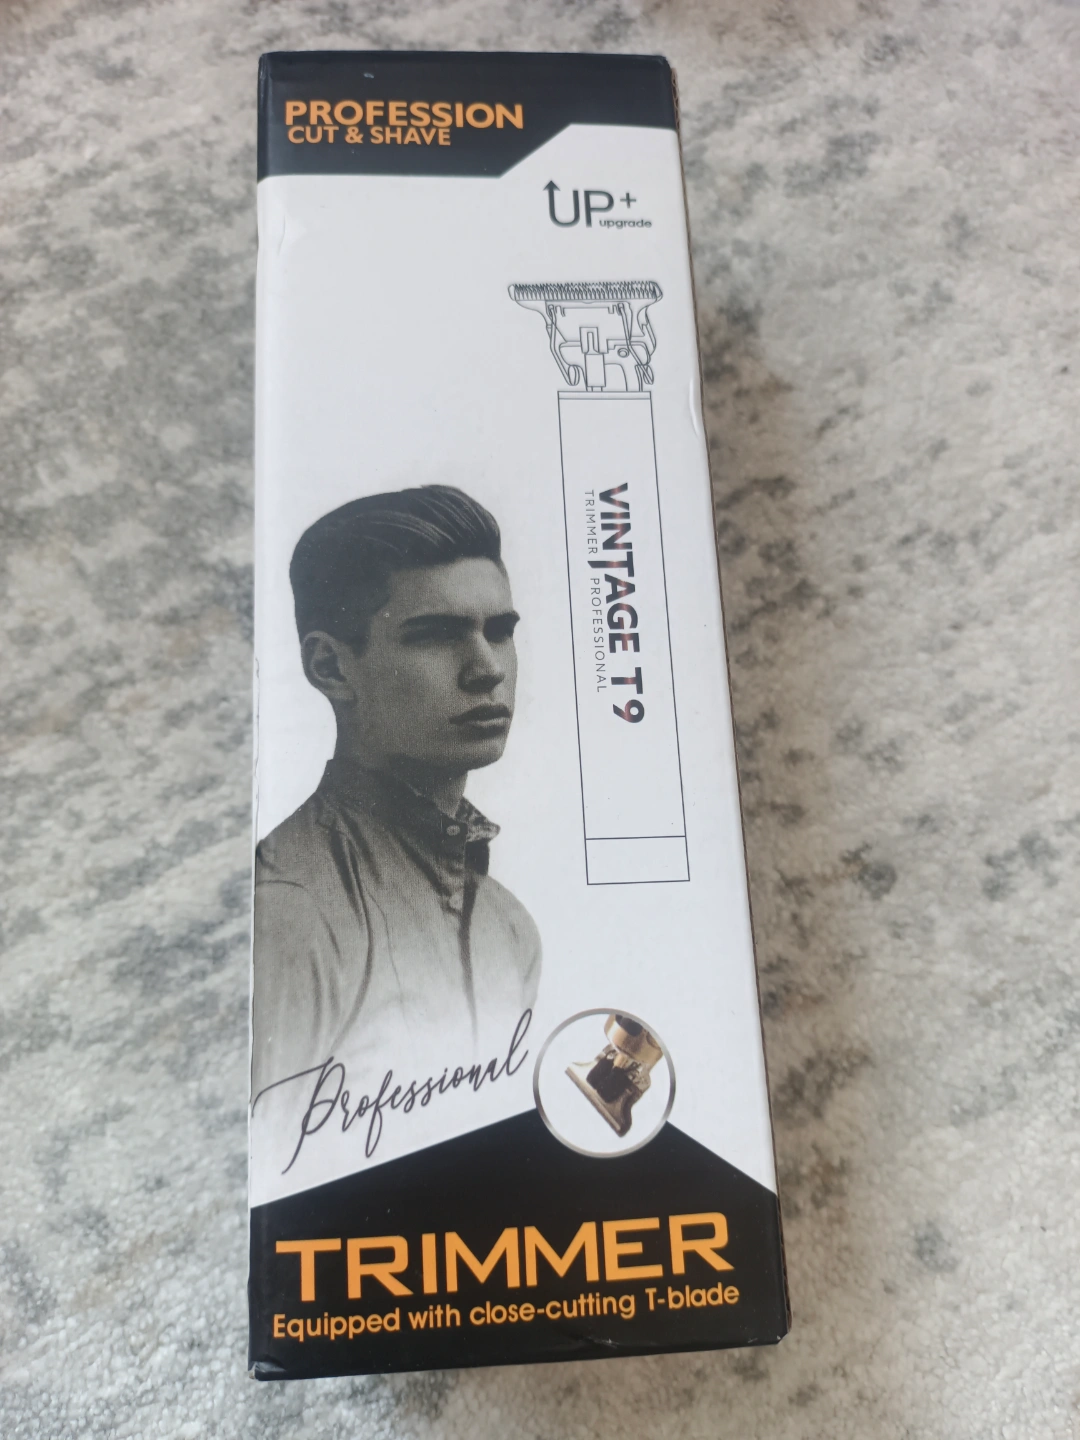 PROFESSION
CUT & SHAVE
UP+
upgrade
VINTAGE T9
TRIMMER PROFESSIONAL
Professional
TRIMMER
Equipped with close-cutting T-blade